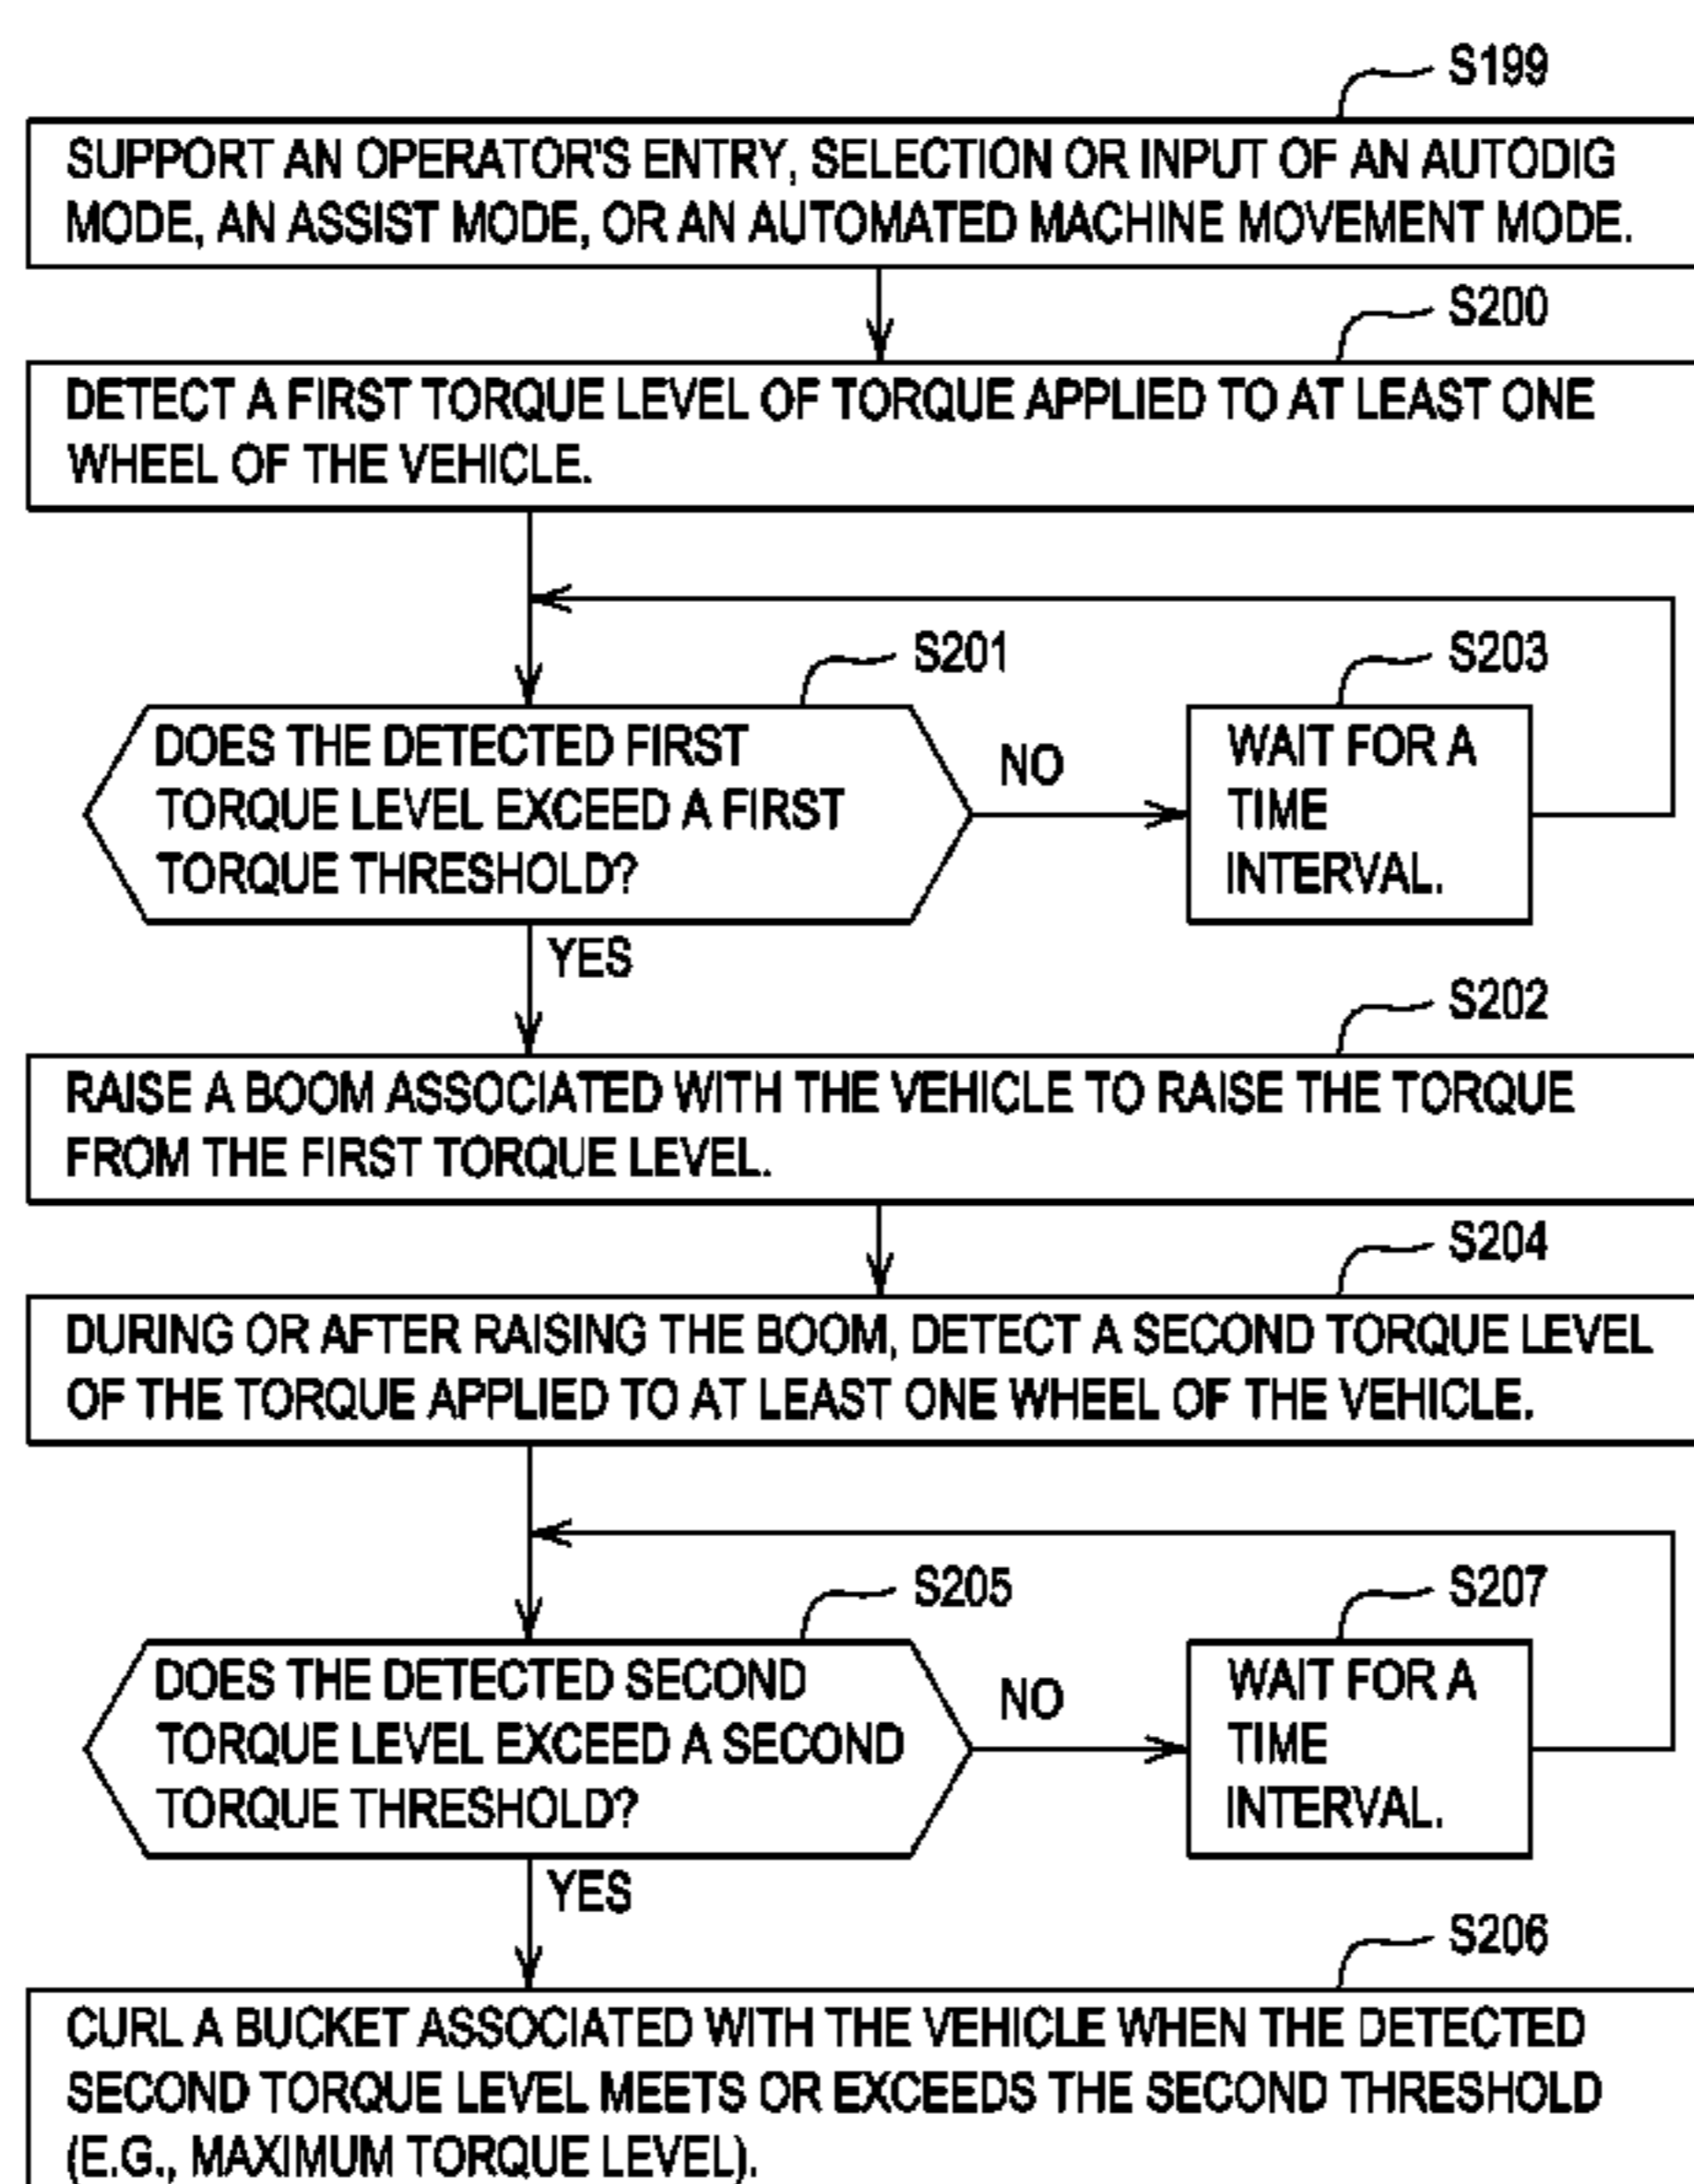 S199
SUPPORT AN OPERATOR'S ENTRY, SELECTION OR INPUT OF AN AUTODIG
MODE, AN ASSIST MODE, OR AN AUTOMATED MACHINE MOVEMENT MODE.
S200
DETECT A FIRST TORQUE LEVEL OF TORQUE APPLIED TO AT LEAST ONE
WHEEL OF THE VEHICLE.
S201
DOES THE DETECTED FIRST
TORQUE LEVEL EXCEED A FIRST
TORQUE THRESHOLD?
NO
S203
WAIT FOR A
TIME
INTERVAL.
YES
S202
RAISE A BOOM ASSOCIATED WITH THE VEHICLE TO RAISE THE TORQUE
FROM THE FIRST TORQUE LEVEL.
S204
DURING OR AFTER RAISING THE BOOM, DETECT A SECOND TORQUE LEVEL
OF THE TORQUE APPLIED TO AT LEAST ONE WHEEL OF THE VEHICLE.
S205
DOES THE DETECTED SECOND
TORQUE LEVEL EXCEED A SECOND
TORQUE THRESHOLD?
NO
S207
WAIT FOR A
TIME
INTERVAL.
YES
S206
CURL A BUCKET ASSOCIATED WITH THE VEHICLE WHEN THE DETECTED
SECOND TORQUE LEVEL MEETS OR EXCEEDS THE SECOND THRESHOLD
(E.G., MAXIMUM TORQUE LEVEL).